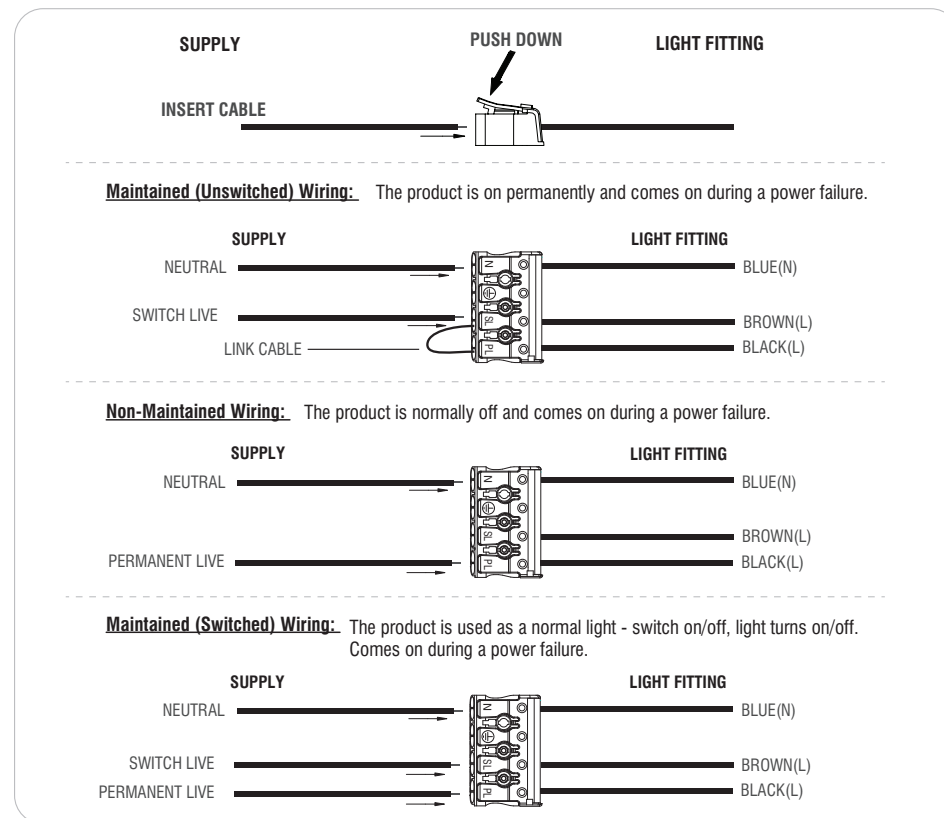 SUPPLY PUSH DOWN LIGHT FITTING
INSERT CABLE
Maintained (Unswitched) Wiring: The product is on permanently and comes on during a power failure.
SUPPLY LIGHT FITTING
NEUTRAL N BLUE(N)
SWITCH LIVE SL BROWN(L)
LINK CABLE PL BLACK(L)
Non-Maintained Wiring: The product is normally off and comes on during a power failure.
SUPPLY LIGHT FITTING
NEUTRAL N BLUE(N)
SL BROWN(L)
PERMANENT LIVE PL BLACK(L)
Maintained (Switched) Wiring: The product is used as a normal light - switch on/off, light turns on/off.
Comes on during a power failure.
SUPPLY LIGHT FITTING
NEUTRAL N BLUE(N)
SWITCH LIVE SL BROWN(L)
PERMANENT LIVE PL BLACK(L)